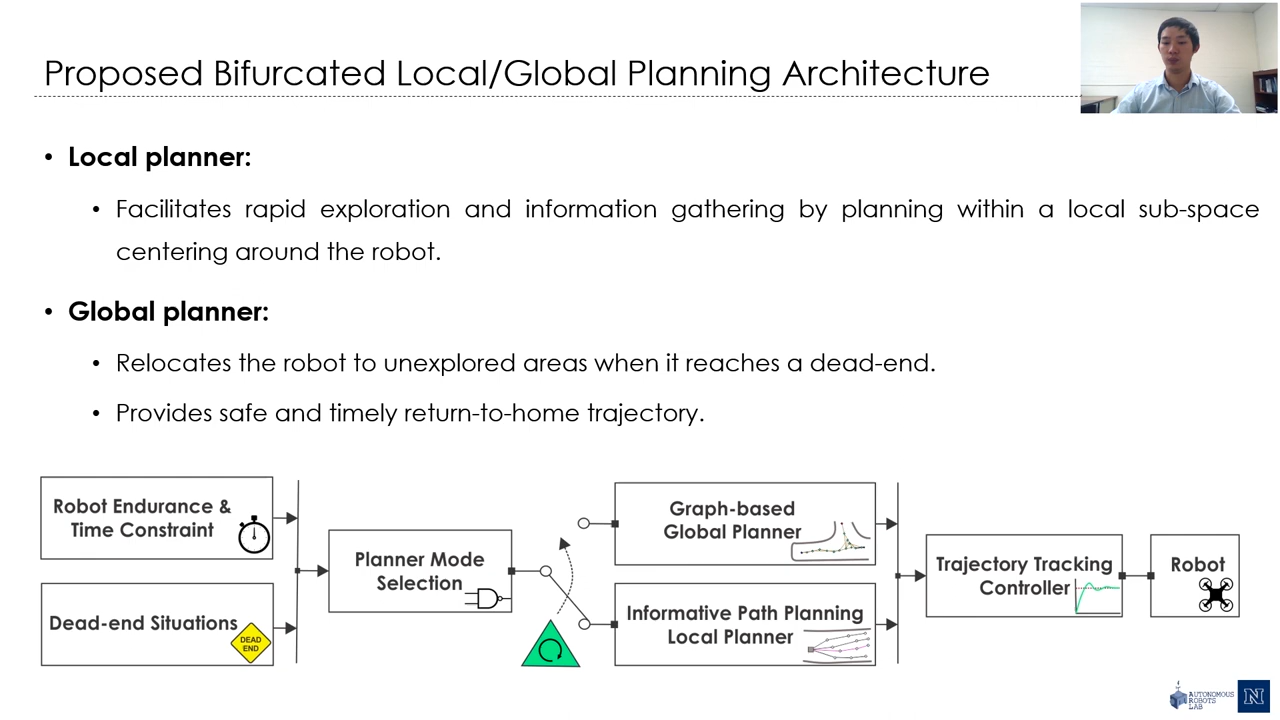 Proposed Bifurcated Local/Global Planning Architecture
• Local planner:
• Facilitates rapid exploration and information gathering by planning within a local sub-space
centering around the robot.
• Global planner:
• Relocates the robot to unexplored areas when it reaches a dead-end.
• Provides safe and timely return-to-home trajectory.
Robot Endurance &
Time Constraint
Dead-end Situations
DEAD
END
Planner Mode
Selection
Graph-based
Global Planner
Informative Path Planning
Local Planner
Trajectory Tracking
Controller
Robot
AUTONOMOUS
ROBOTS
LAB
N